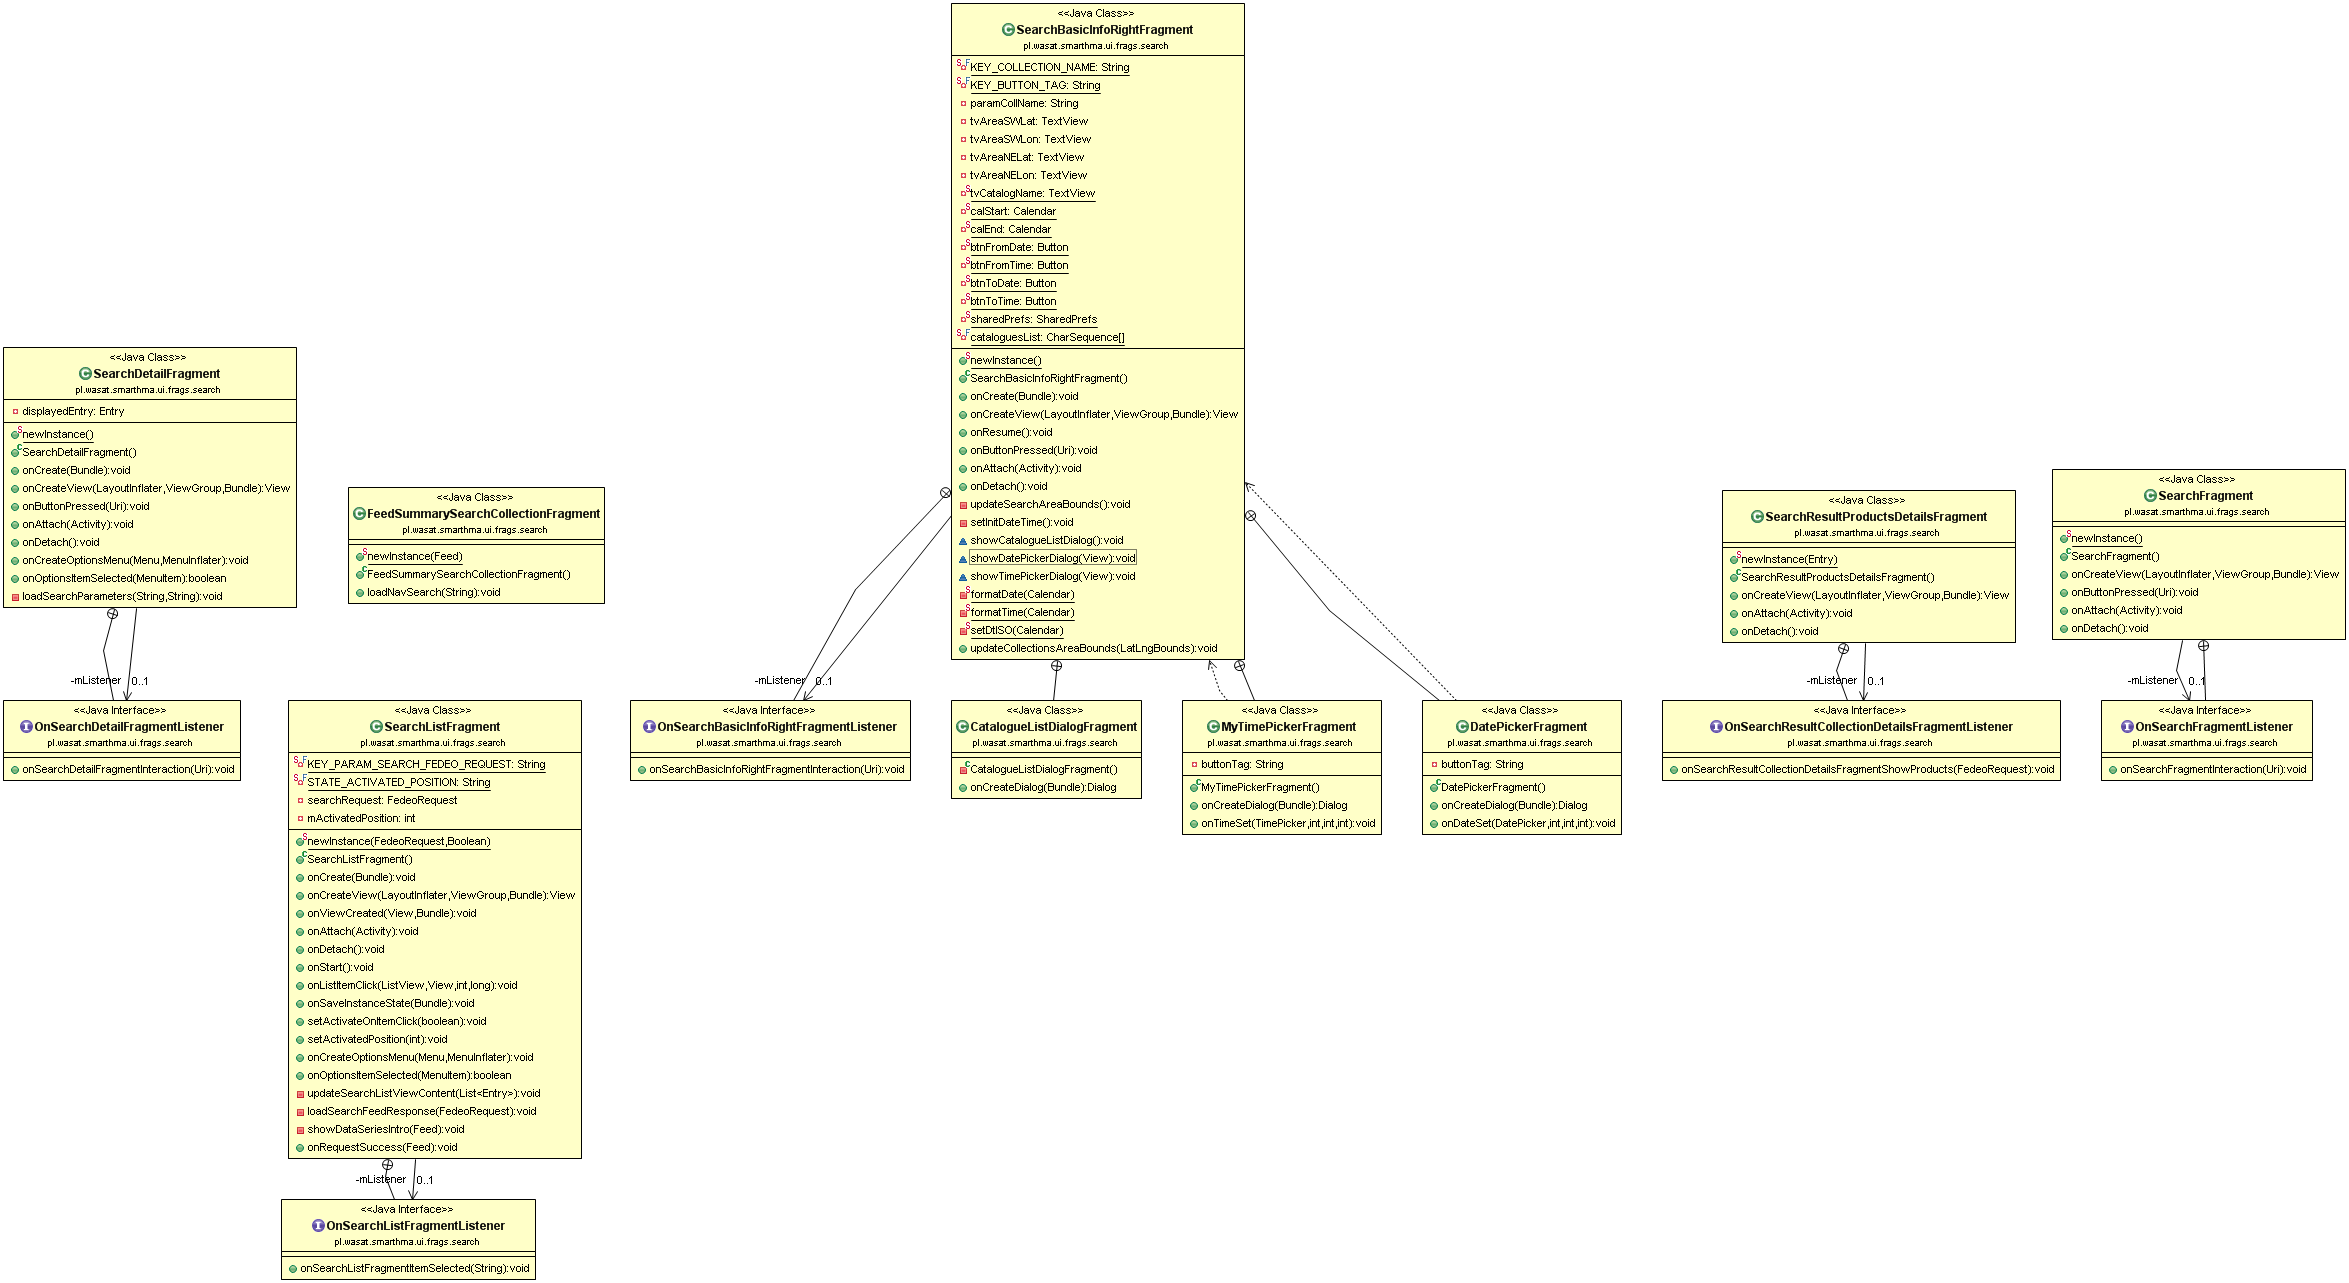 <<Java Class>>
SearchBasicInfoRightFragment
pl.wasat.smarthma.ui.frags.search
KEY_COLLECTION_NAME: String
KEY_BUTTON_TAG: String
paramCollName: String
tvAreaSWLat: TextView
tvAreaSWLon: TextView
tvAreaNELat: TextView
tvAreaNELon: TextView
tvCatalogName: TextView
calStart: Calendar
calEnd: Calendar
btnFromDate: Button
btnFromTime: Button
btnToDate: Button
btnToTime: Button
sharedPrefs: SharedPrefs
cataloguesList: CharSequence[]
newInstance()
SearchBasicInfoRightFragment()
onCreate(Bundle):void
onCreateView(LayoutInflater,ViewGroup,Bundle):View
onResume():void
onButtonPressed(Uri):void
onAttach(Activity):void
onDetach():void
updateSearchAreaBounds():void
setInitDateTime():void
showCatalogueListDialog():void
showDatePickerDialog(View):void
showTimePickerDialog(View):void
formatDate(Calendar)
formatTime(Calendar)
setDtISO(Calendar)
updateCollectionsAreaBounds(LatLngBounds):void
<<Java Class>>
SearchDetailFragment
pl.wasat.smarthma.ui.frags.search
displayedEntry: Entry
newInstance()
SearchDetailFragment()
onCreate(Bundle):void
onCreateView(LayoutInflater,ViewGroup,Bundle):View
onButtonPressed(Uri):void
onAttach(Activity):void
onDetach():void
onCreateOptionsMenu(Menu,MenuInflater):void
onOptionsItemSelected(MenuItem):boolean
loadSearchParameters(String,String):void
<<Java Class>>
FeedSummarySearchCollectionFragment
pl.wasat.smarthma.ui.frags.search
newInstance(Feed)
FeedSummarySearchCollectionFragment()
loadNavSearch(String):void
<<Java Class>>
SearchResultProductsDetailsFragment
pl.wasat.smarthma.ui.frags.search
newInstance(Entry)
SearchResultProductsDetailsFragment()
onCreateView(LayoutInflater,ViewGroup,Bundle):View
onAttach(Activity):void
onDetach():void
<<Java Class>>
SearchFragment
pl.wasat.smarthma.ui.frags.search
newInstance()
SearchFragment()
onCreateView(LayoutInflater,ViewGroup,Bundle):View
onButtonPressed(Uri):void
onAttach(Activity):void
onDetach():void
-mListener 0..1
-mListener 0..1
-mListener 0..1
-mListener 0..1
<<Java Interface>>
OnSearchDetailFragmentListener
pl.wasat.smarthma.ui.frags.search
onSearchDetailFragmentInteraction(Uri):void
<<Java Class>>
SearchListFragment
pl.wasat.smarthma.ui.frags.search
KEY_PARAM_SEARCH_FEDEO_REQUEST: String
STATE_ACTIVATED_POSITION: String
searchRequest: FedeoRequest
mActivatedPosition: int
newInstance(FedeoRequest,Boolean)
SearchListFragment()
onCreate(Bundle):void
onCreateView(LayoutInflater,ViewGroup,Bundle):View
onViewCreated(View,Bundle):void
onAttach(Activity):void
onDetach():void
onStart():void
onListItemClick(ListView,View,int,long):void
onSaveInstanceState(Bundle):void
setActivateOnItemClick(boolean):void
setActivatedPosition(int):void
onCreateOptionsMenu(Menu,MenuInflater):void
onOptionsItemSelected(MenuItem):boolean
updateSearchListViewContent(List<Entry>):void
loadSearchFeedResponse(FedeoRequest):void
showDataSeriesIntro(Feed):void
onRequestSuccess(Feed):void
<<Java Interface>>
OnSearchBasicInfoRightFragmentListener
pl.wasat.smarthma.ui.frags.search
onSearchBasicInfoRightFragmentInteraction(Uri):void
<<Java Class>>
CatalogueListDialogFragment
pl.wasat.smarthma.ui.frags.search
CatalogueListDialogFragment()
onCreateDialog(Bundle):Dialog
<<Java Class>>
MyTimePickerFragment
pl.wasat.smarthma.ui.frags.search
buttonTag: String
MyTimePickerFragment()
onCreateDialog(Bundle):Dialog
onTimeSet(TimePicker,int,int,int):void
<<Java Class>>
DatePickerFragment
pl.wasat.smarthma.ui.frags.search
buttonTag: String
DatePickerFragment()
onCreateDialog(Bundle):Dialog
onDateSet(DatePicker,int,int,int):void
<<Java Interface>>
OnSearchResultCollectionDetailsFragmentListener
pl.wasat.smarthma.ui.frags.search
onSearchResultCollectionDetailsFragmentShowProducts(FedeoRequest):void
<<Java Interface>>
OnSearchFragmentListener
pl.wasat.smarthma.ui.frags.search
onSearchFragmentInteraction(Uri):void
-mListener 0..1
<<Java Interface>>
OnSearchListFragmentListener
pl.wasat.smarthma.ui.frags.search
onSearchListFragmentItemSelected(String):void